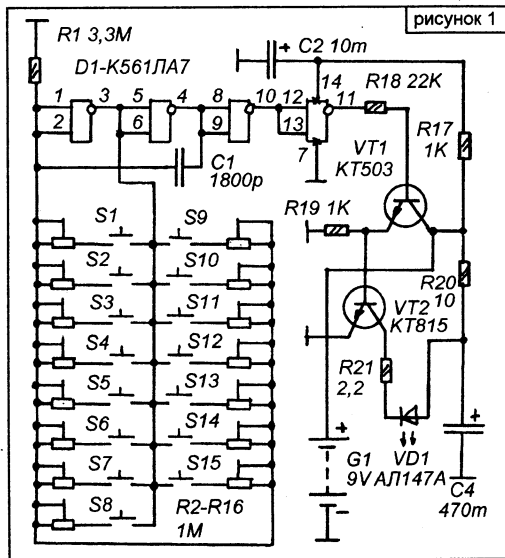 рисунок 1
R1 3,3М
C2 10m
+
D1-К561ЛА7
14
R18 22K
1
3
5
4
8
10
12
11
2
6
9
13
7
R17
1K
C1
1800p
VT1
KT503
R19 1K
S1
S9
S2
S10
S3
S11
S4
S12
S5
S13
S6
S14
S7
S15
S8
R2-R16
1M
R20
10
VT2
KT815
R21
2,2
+
+
G1
9V
VD1
АЛ147А
-
C4
470m